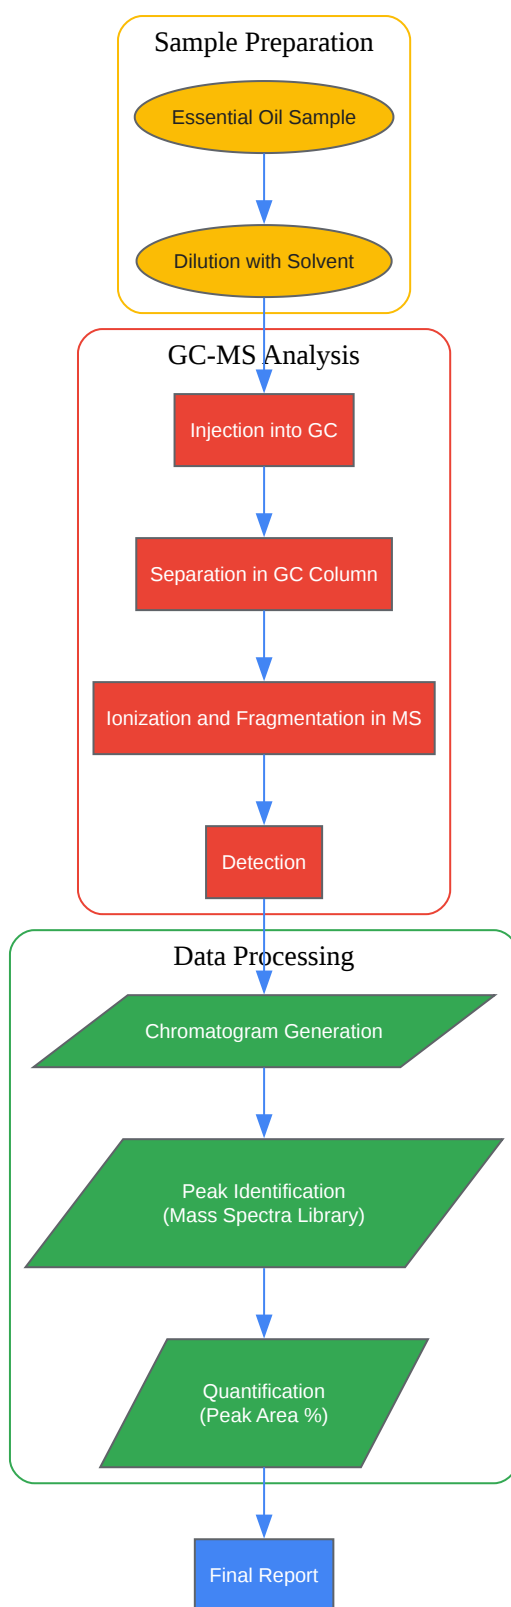 Sample Preparation
Essential Oil Sample
Dilution with Solvent
GC-MS Analysis
Injection into GC
Separation in GC Column
Ionization and Fragmentation in MS
Detection
Data Processing
Chromatogram Generation
Peak Identification
(Mass Spectra Library)
Quantification
(Peak Area %)
Final Report